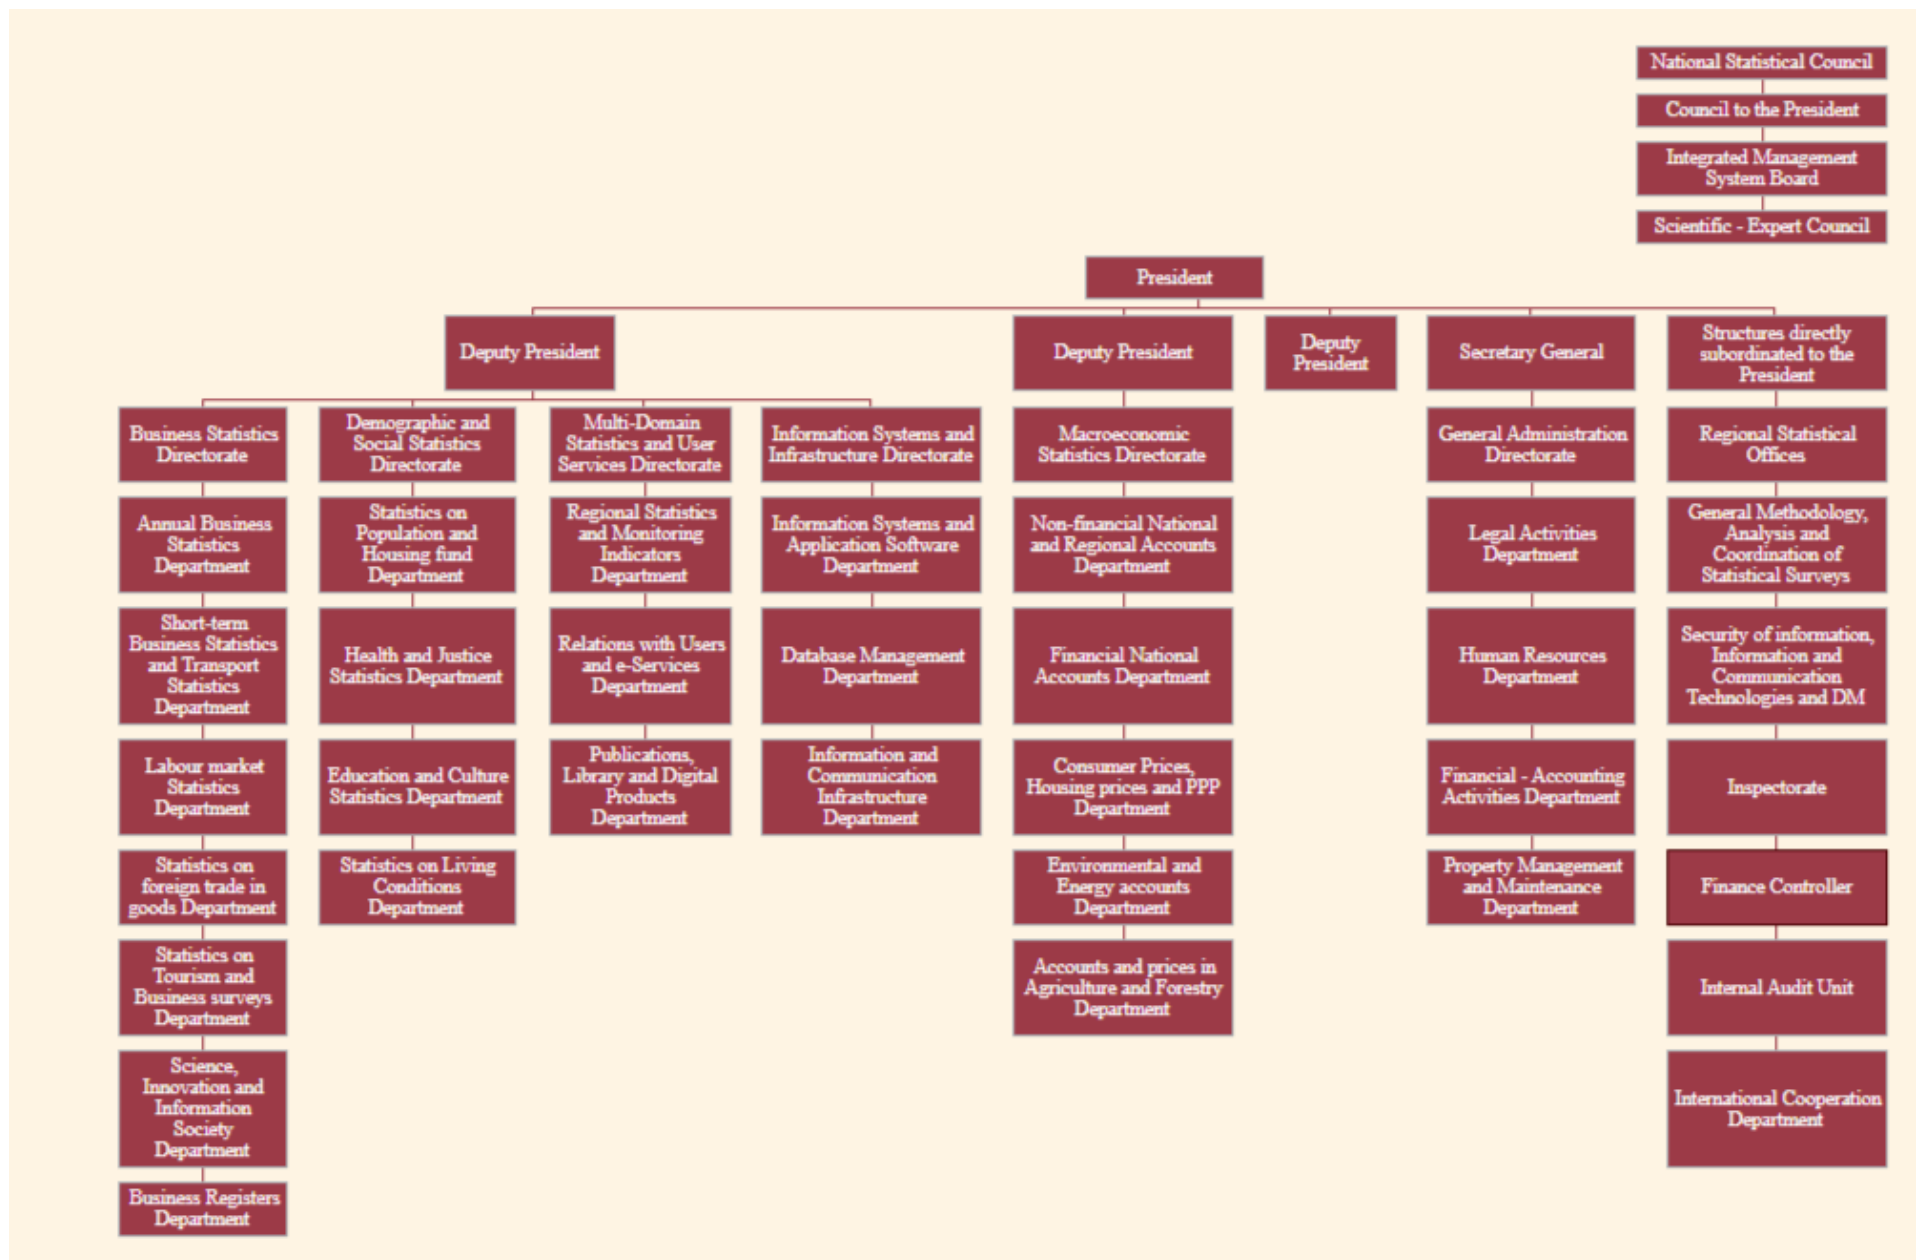 National Statistical Council
Council to the President
Integrated Management
System Board
Scientific - Expert Council
President
Deputy President
Deputy President
Deputy
President
Secretary General
Structures directly
subordinated to the
President
Business Statistics
Directorate
Annual Business
Statistics
Department
Short-term
Business Statistics
and Transport
Statistics
Department
Labour market
Statistics
Department
Statistics on
foreign trade in
goods Department
Statistics on
Tourism and
Business surveys
Department
Science,
Innovation and
Information
Society
Department
Business Registers
Department
Demographic and
Social Statistics
Directorate
Statistics on
Population and
Housing fund
Department
Health and Justice
Statistics Department
Education and Culture
Statistics Department
Statistics on Living
Conditions
Department
Multi-Domain
Statistics and User
Services Directorate
Regional Statistics
and Monitoring
Indicators
Department
Relations with Users
and e-Services
Department
Publications,
Library and Digital
Products
Department
Information Systems and
Infrastructure Directorate
Information Systems and
Application Software
Department
Database Management
Department
Information and
Communication
Infrastructure
Department
Macroeconomic
Statistics Directorate
Non-financial National
and Regional Accounts
Department
Financial National
Accounts Department
Consumer Prices,
Housing prices and PPP
Department
Environmental and
Energy accounts
Department
Accounts and prices in
Agriculture and Forestry
Department
General Administration
Directorate
Legal Activities
Department
Human Resources
Department
Financial - Accounting
Activities Department
Property Management
and Maintenance
Department
Regional Statistical
Offices
General Methodology,
Analysis and
Coordination of
Statistical Surveys
Security of information,
Information and
Communication
Technologies and DM
Inspectorate
Finance Controller
Internal Audit Unit
International Cooperation
Department